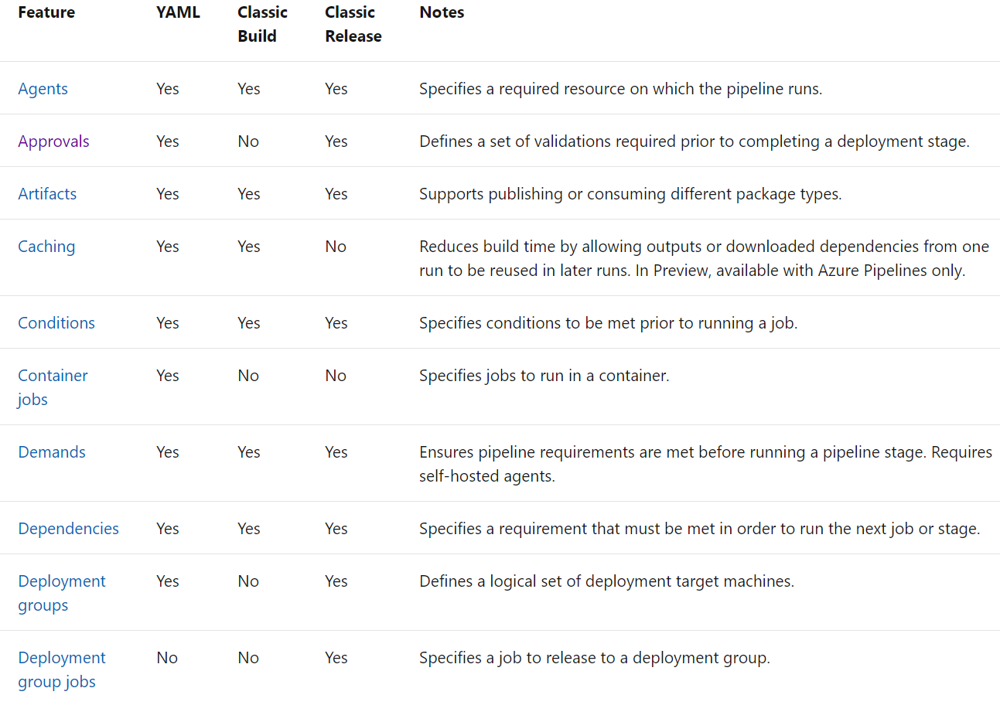 Feature YAML Classic Build Classic Release Notes
Agents Yes Yes Yes Specifies a required resource on which the pipeline runs.
Approvals Yes No Yes Defines a set of validations required prior to completing a deployment stage.
Artifacts Yes Yes Yes Supports publishing or consuming different package types.
Caching Yes Yes No Reduces build time by allowing outputs or downloaded dependencies from one
run to be reused in later runs. In Preview, available with Azure Pipelines only.
Conditions Yes Yes Yes Specifies conditions to be met prior to running a job.
Container jobs Yes No No Specifies jobs to run in a container.
Demands Yes Yes Yes Ensures pipeline requirements are met before running a pipeline stage. Requires
self-hosted agents.
Dependencies Yes Yes Yes Specifies a requirement that must be met in order to run the next job or stage.
Deployment groups Yes No Yes Defines a logical set of deployment target machines.
Deployment group jobs No No Yes Specifies a job to release to a deployment group.